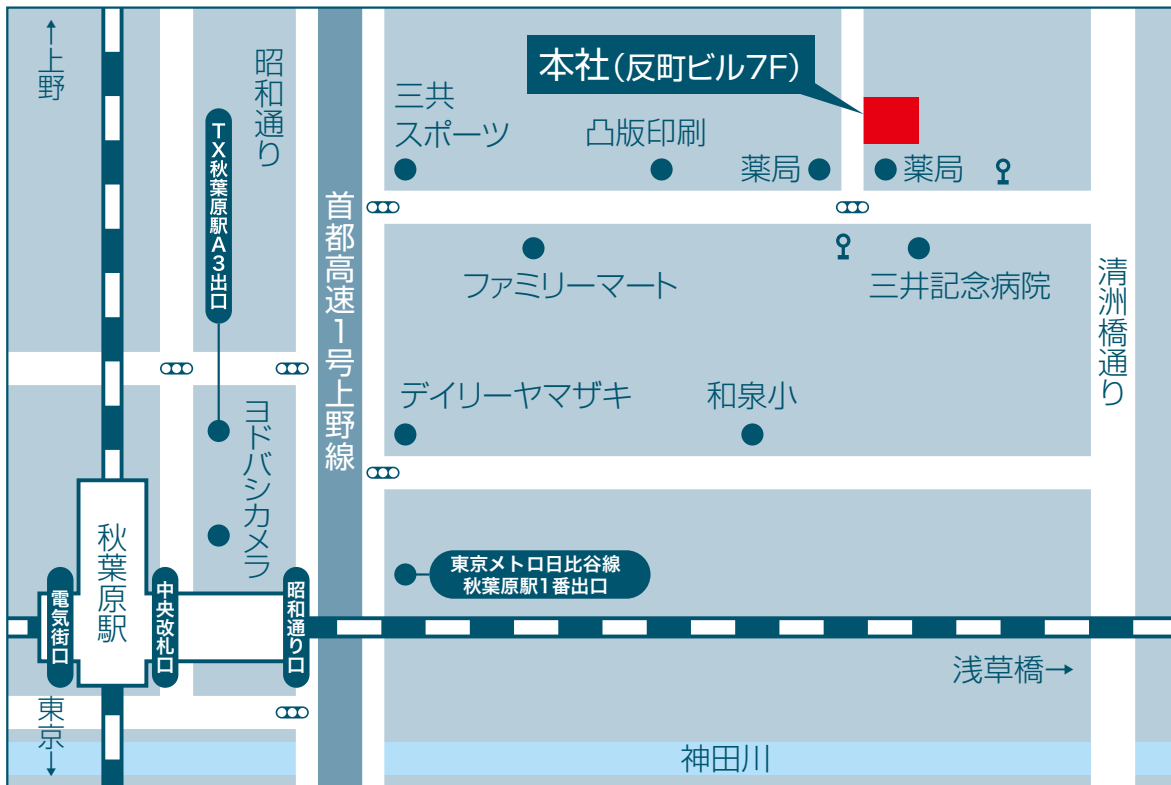 ↑上野
昭和通り
TX秋葉原駅A3出口
首都高速1号上野線
三共
スポーツ
凸版印刷
本社(反町ビル7F)
薬局
薬局
ファミリーマート
三井記念病院
清洲橋通り
デイリーヤマザキ
和泉小
ヨドバシカメラ
秋葉原駅
電気街口
中央改札口
昭和通り口
東京メトロ日比谷線
秋葉原駅1番出口
浅草橋→
東京↓
神田川